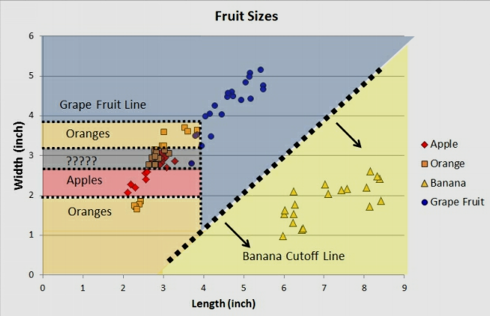 Fruit Sizes
Width (inch)
6
5
4
3
2
1
0
Grape Fruit Line
Oranges
?????
Apples
Oranges
Banana Cutoff Line
Apple
Orange
Banana
Grape Fruit
0 1 2 3 4 5 6 7 8 9
Length (inch)